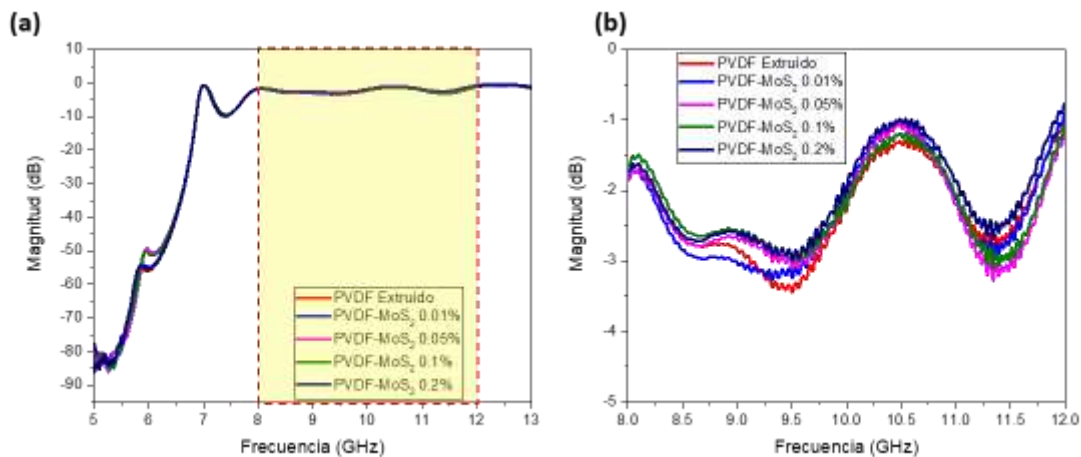 (a)
10
0
-10
-20
-30
-40
-50
-60
-70
-80
-90
Magnitud (dB)
PVDF Extruído
PVDF-MoS₂ 0.01%
PVDF-MoS₂ 0.05%
PVDF-MoS₂ 0.1%
PVDF-MoS₂ 0.2%
5 6 7 8 9 10 11 12 13
Frecuencia (GHz)
(b)
0
-1
-2
-3
-4
-5
Magnitud (dB)
PVDF Extruído
PVDF-MoS₂ 0.01%
PVDF-MoS₂ 0.05%
PVDF-MoS₂ 0.1%
PVDF-MoS₂ 0.2%
8.0 8.5 9.0 9.5 10.0 10.5 11.0 11.5 12.0
Frecuencia (GHz)